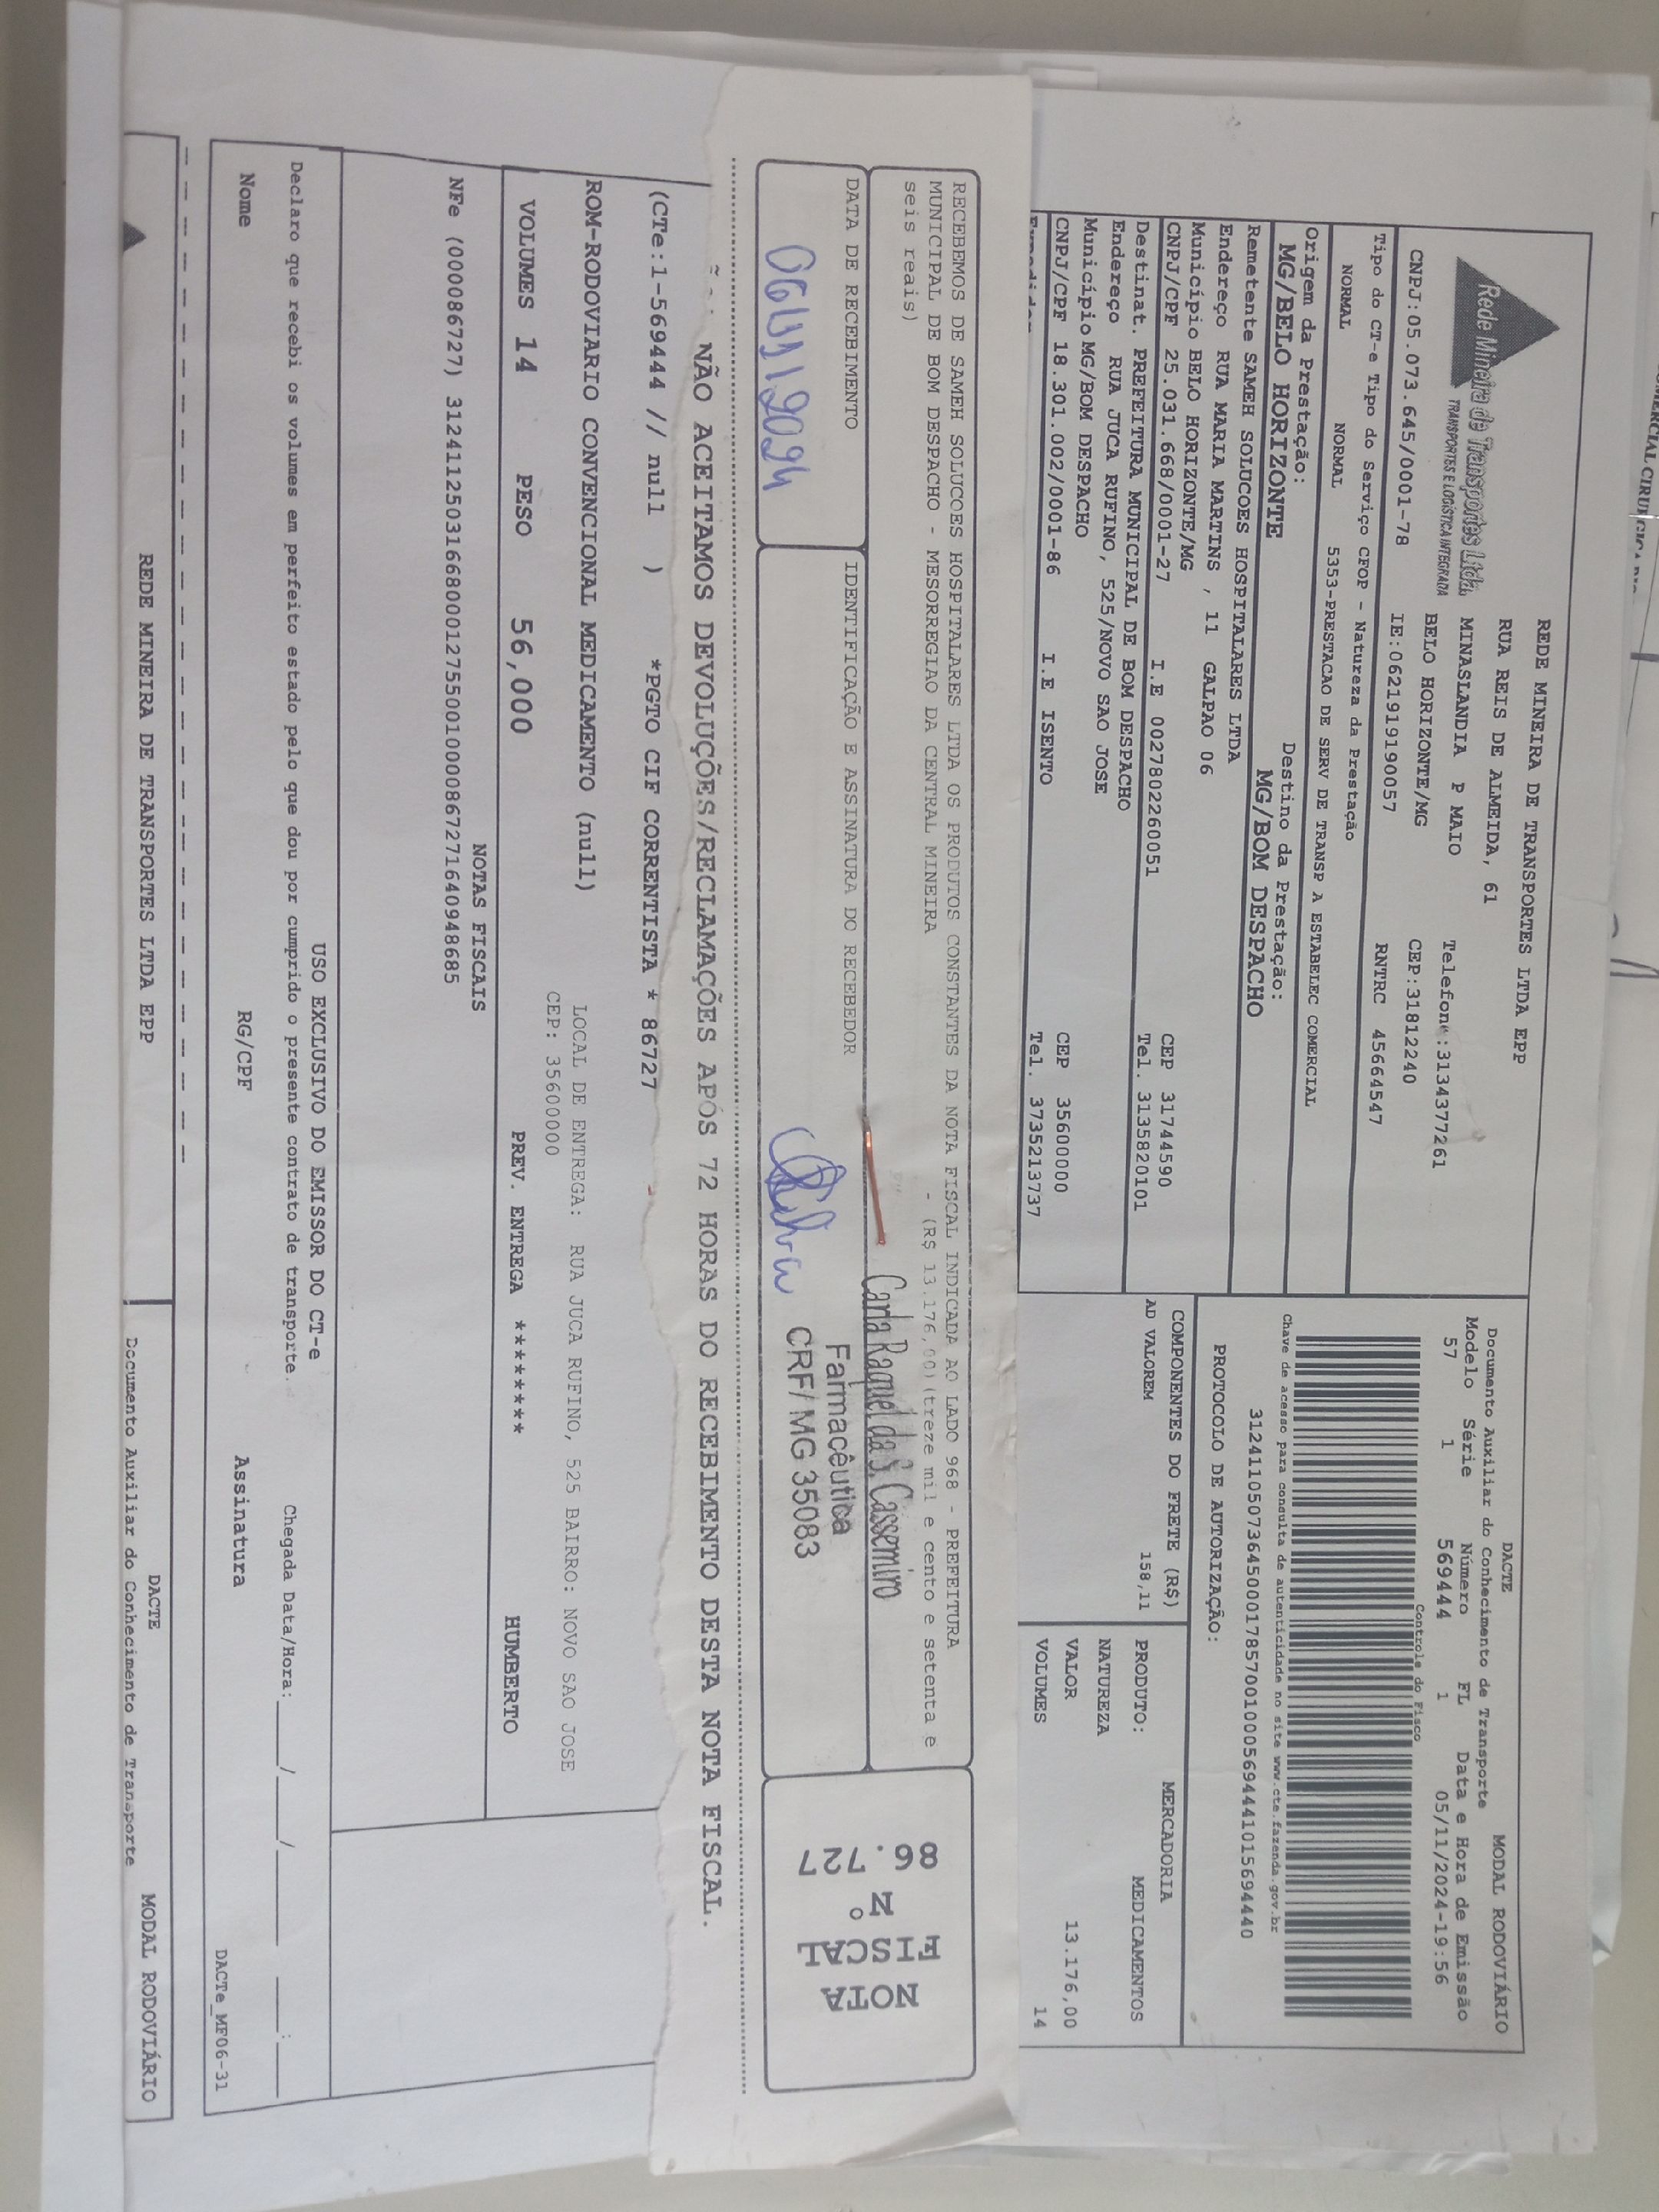 REDE MINEIRA DE TRANSPORTES LTDA EPP
RUA REIS DE ALMEIDA, 61
MINASLANDIA P MAIO Telefone:3134377261
BELO HORIZONTE/MG CEP:31812240
Rede Mineira de Transportes Ltda.
TRANSPORTES E LOGÍSTICA INTEGRADA
CNPJ:05.073.645/0001-78 IE:0621919190057 RNTRC 45664547
Tipo do CT-e Tipo do Serviço CFOP - Natureza da Prestação
NORMAL NORMAL 5353-PRESTACAO DE SERV DE TRANSP A ESTABELEC COMERCIAL
Origem da Prestação: Destino da Prestação:
MG/BELO HORIZONTE MG/BOM DESPACHO
Remetente SAMEH SOLUCOES HOSPITALARES LTDA
Endereço RUA MARIA MARTINS , 11 GALPAO 06
Município BELO HORIZONTE/MG CEP 31744590
CNPJ/CPF 25.031.668/0001-27 I.E 0027802260051 Tel. 3135820101
Destinat. PREFEITURA MUNICIPAL DE BOM DESPACHO
Endereço RUA JUCA RUFINO, 525/NOVO SAO JOSE
Município MG/BOM DESPACHO CEP 35600000
CNPJ/CPF 18.301.002/0001-86 I.E ISENTO Tel. 3735213737
DACTE MODAL RODOVIÁRIO
Documento Auxiliar do Conhecimento de Transporte
Modelo Série Número FL Data e Hora de Emissão
57 1 569444 1 05/11/2024-19:56
Controle do Fisco
Chave de acesso para consulta de autenticidade no site www.cte.fazenda.gov.br
31241105073645000178570010005694441015694440
PROTOCOLO DE AUTORIZAÇÃO:
COMPONENTES DO FRETE (R$)
AD VALOREM 158,11
MERCADORIA
PRODUTO: MEDICAMENTOS
NATUREZA
VALOR 13.176,00
VOLUMES 14
RECEBEMOS DE SAMEH SOLUCOES HOSPITALARES LTDA OS PRODUTOS CONSTANTES DA NOTA FISCAL INDICADA AO LADO 968 - PREFEITURA
MUNICIPAL DE BOM DESPACHO - MESORREGIAO DA CENTRAL MINEIRA - (R$ 13.176,00)(treze mil e cento e setenta e
seis reais)
DATA DE RECEBIMENTO IDENTIFICAÇÃO E ASSINATURA DO RECEBEDOR
Carla Raquel da S. Cassemiro
Farmacêutica
CRF/MG 35083
NOTA
FISCAL
Nº
86.727
NÃO ACEITAMOS DEVOLUÇÕES/RECLAMAÇÕES APÓS 72 HORAS DO RECEBIMENTO DESTA NOTA FISCAL.
(CTe:1-569444 // null ) *PGTO CIF CORRENTISTA * 86727
ROM-RODOVIARIO CONVENCIONAL MEDICAMENTO (null) LOCAL DE ENTREGA: RUA JUCA RUFINO, 525 BAIRRO: NOVO SAO JOSE
CEP: 35600000
VOLUMES 14 PESO 56,000 PREV. ENTREGA ******** HUMBERTO
NOTAS FISCAIS
NFe (000086727) 31241125031668000127550010000867271640948685
USO EXCLUSIVO DO EMISSOR DO CT-e
Declaro que recebi os volumes em perfeito estado pelo que dou por cumprido o presente contrato de transporte. Chegada Data/Hora:____/____/______ ____:____
Nome RG/CPF Assinatura DACTe_MF06-31
REDE MINEIRA DE TRANSPORTES LTDA EPP DACTE MODAL RODOVIÁRIO
Documento Auxiliar do Conhecimento de Transporte